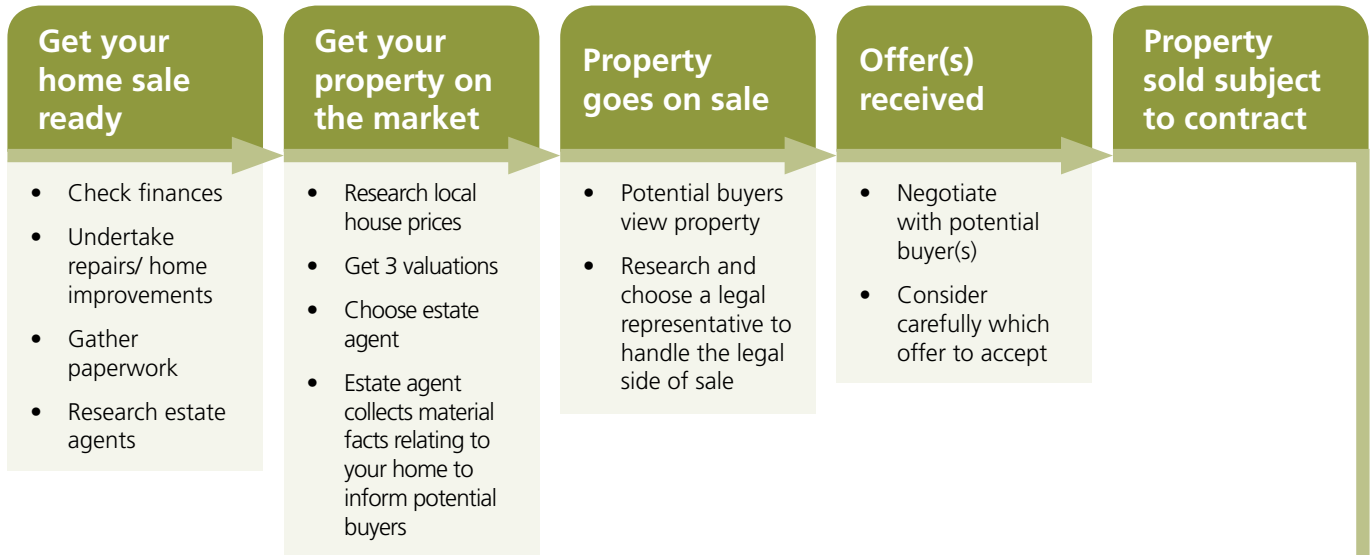 Get your
home sale
ready
• Check finances
• Undertake
repairs/ home
improvements
• Gather
paperwork
• Research estate
agents
Get your
property on
the market
• Research local
house prices
• Get 3 valuations
• Choose estate
agent
• Estate agent
collects material
facts relating to
your home to
inform potential
buyers
Property
goes on sale
• Potential buyers
view property
• Research and
choose a legal
representative to
handle the legal
side of sale
Offer(s)
received
• Negotiate
with potential
buyer(s)
• Consider
carefully which
offer to accept
Property
sold subject
to contract